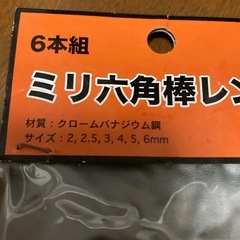 6本組
ミリ六角棒レン
材質：クロームバナジウム鋼
サイズ：2, 2.5, 3, 4, 5, 6mm